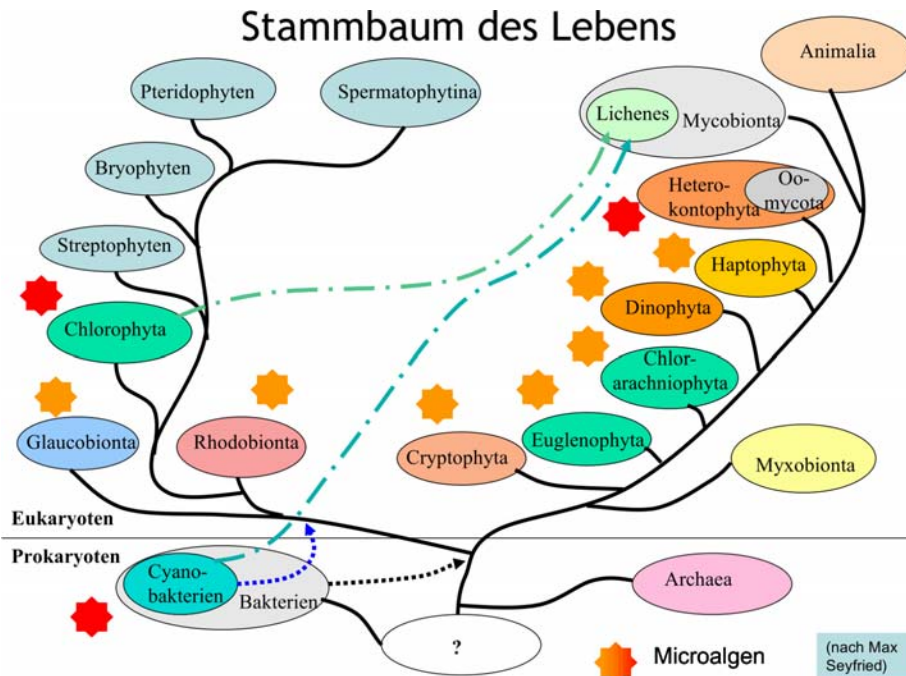 Stammbaum des Lebens
Animalia
Pteridophyten
Spermatophytina
Lichenes
Mycobionta
Bryophyten
Hetero-
kontophyta
Oo-
mycota
Streptophyten
Haptophyta
Dinophyta
Chlorophyta
Chlor-
arachniophyta
Glaucobionta
Rhodobionta
Cryptophyta
Euglenophyta
Myxobionta
Eukaryoten
Prokaryoten
Cyano-
bakterien
Bakterien
Archaea
?
Microalgen
(nach Max
Seyfried)